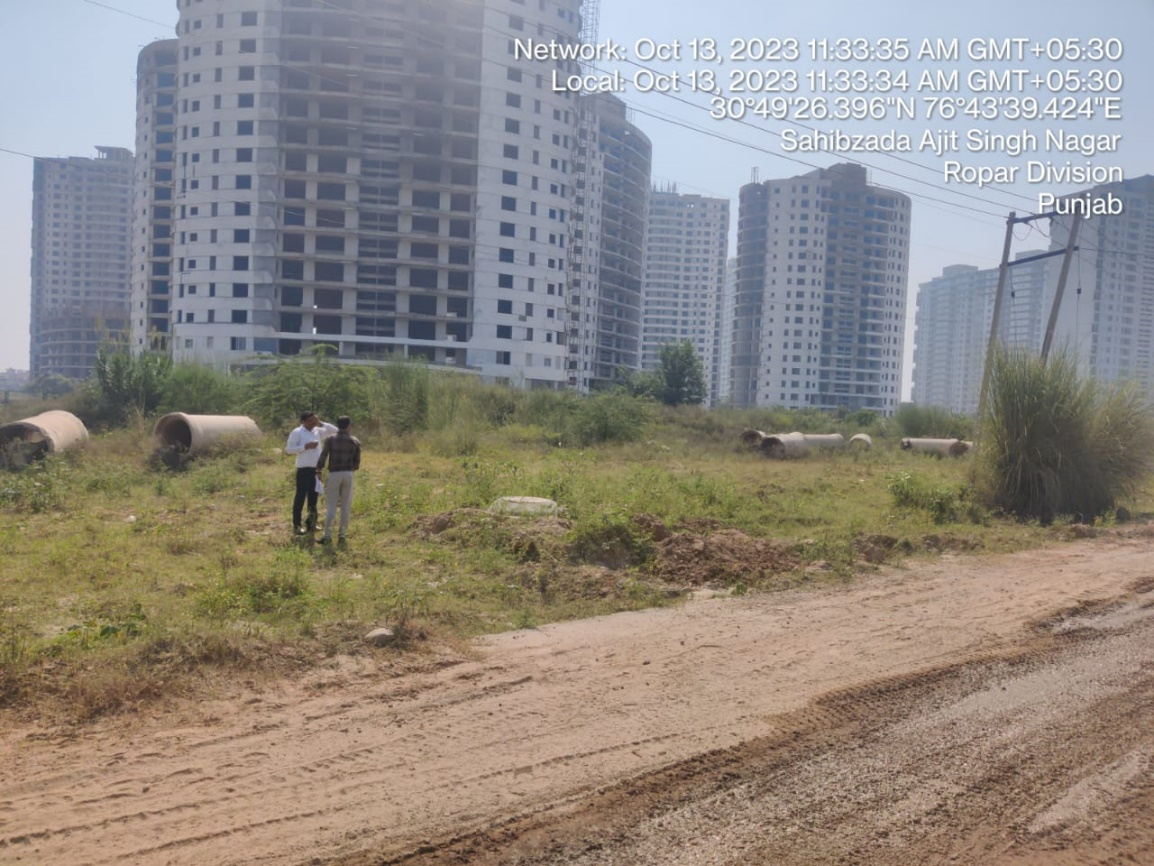 Network: Oct 13, 2023 11:33:35 AM GMT+05:30
Local: Oct 13, 2023 11:33:34 AM GMT+05:30
30°49'26.396"N 76°43'39.424"E
Sahibzada Ajit Singh Nagar
Ropar Division
Punjab